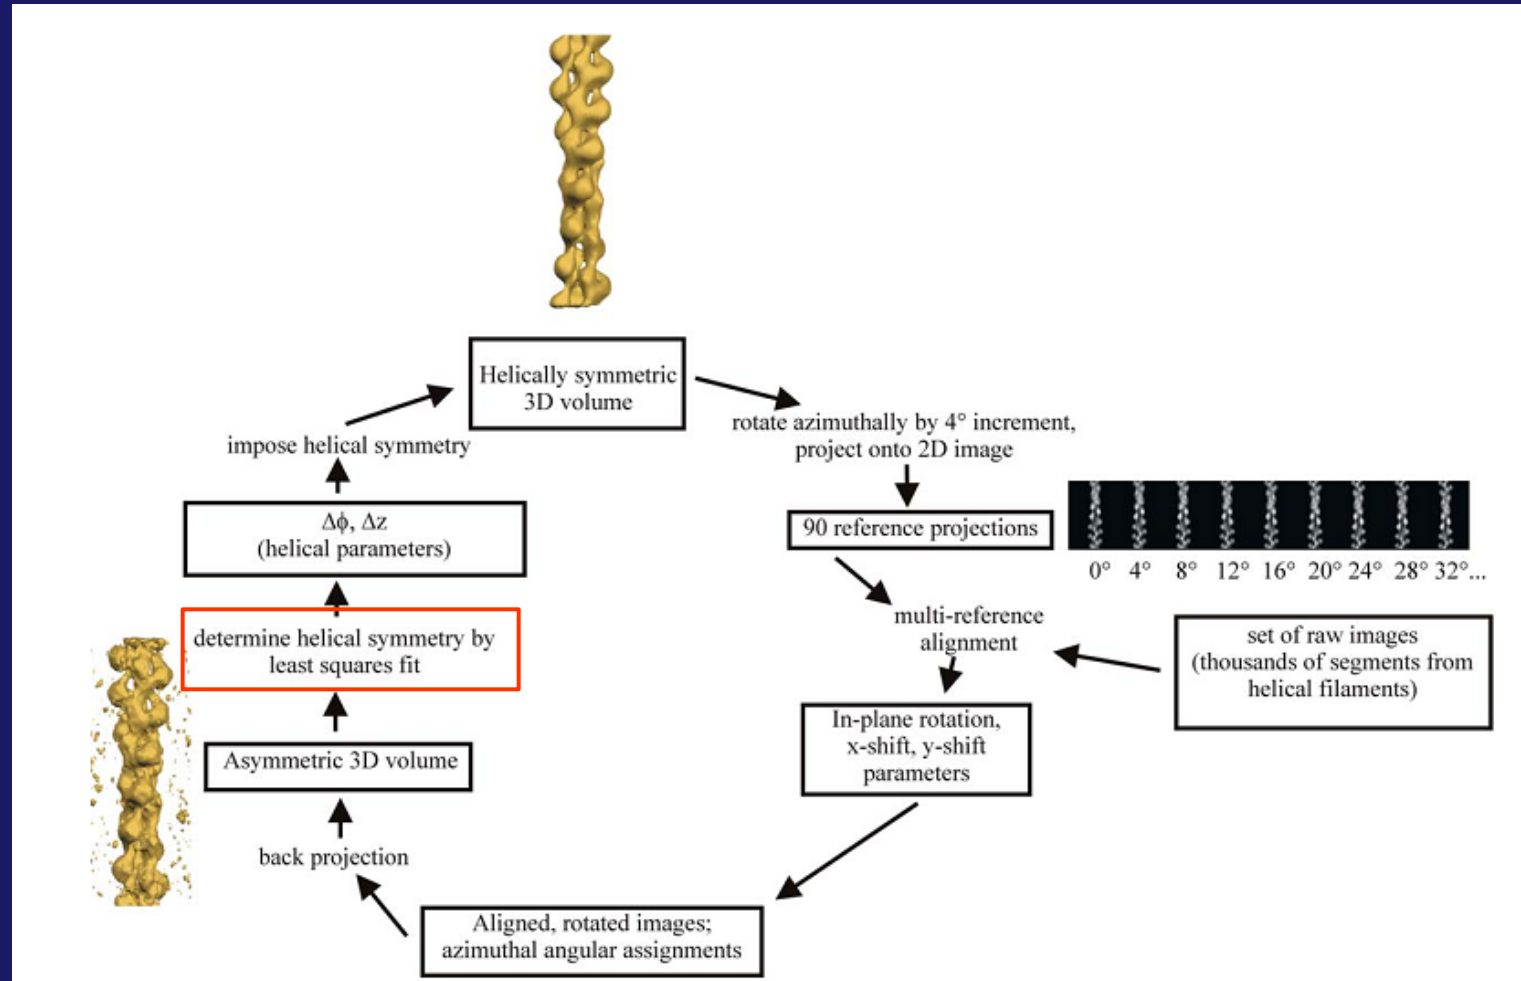 Helically symmetric
3D volume
rotate azimuthally by 4° increment,
project onto 2D image
90 reference projections
0° 4° 8° 12° 16° 20° 24° 28° 32°...
multi-reference
alignment
set of raw images
(thousands of segments from
helical filaments)
In-plane rotation,
x-shift, y-shift
parameters
Aligned, rotated images;
azimuthal angular assignments
back projection
Asymmetric 3D volume
determine helical symmetry by
least squares fit
Δϕ, Δz
(helical parameters)
impose helical symmetry